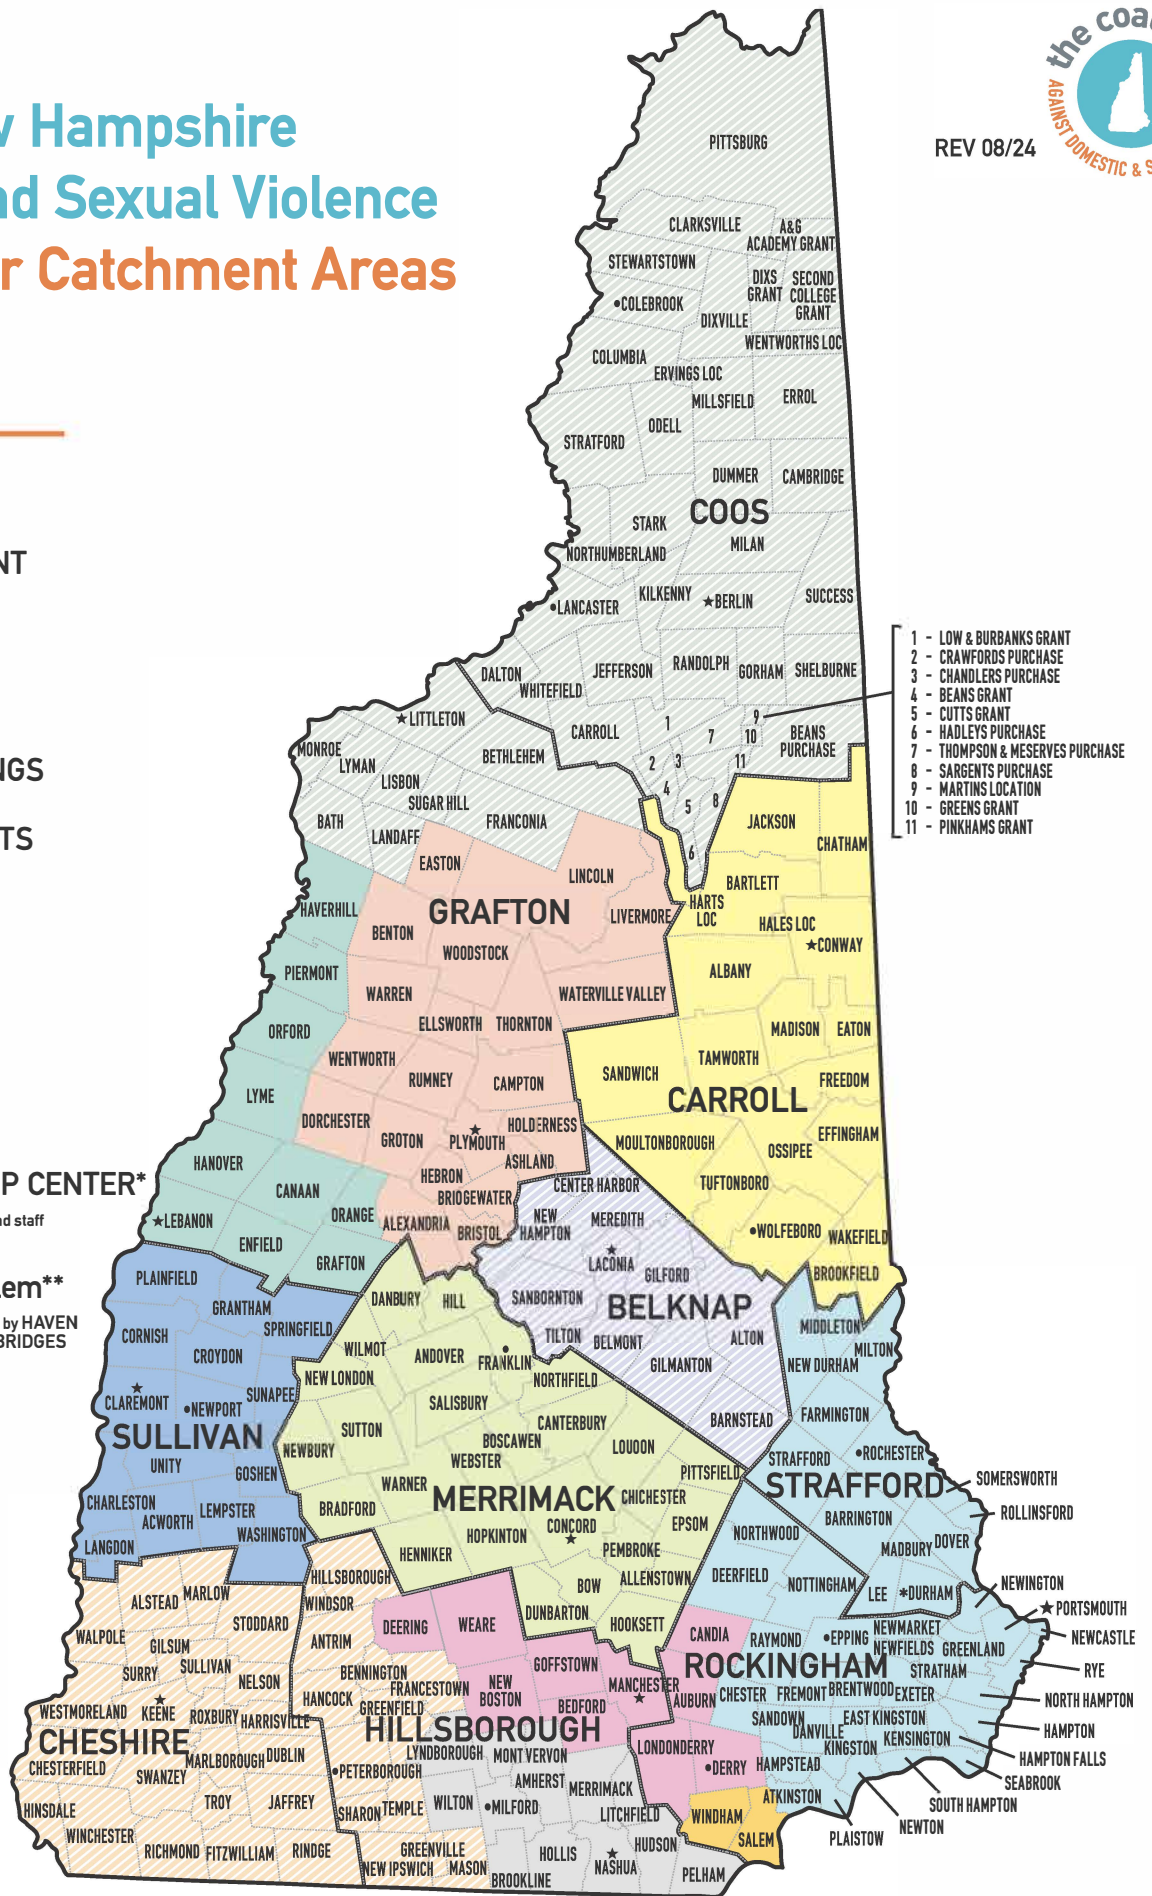 the coa
AGAINST DOMESTIC & S
REV 08/24
w Hampshire
nd Sexual Violence
r Catchment Areas
NT
NGS
TS
P CENTER*
nd staff
lem**
by HAVEN
BRIDGES
PITTSBURG
CLARKSVILLE
A&G
ACADEMY GRANT
STEWARTSTOWN
DIXS
GRANT
SECOND
COLLEGE
GRANT
•COLEBROOK
DIXVILLE
WENTWORTHS LOC
COLUMBIA
ERVINGS LOC
MILLSFIELD
ERROL
ODELL
STRATFORD
DUMMER
CAMBRIDGE
COOS
STARK
MILAN
NORTHUMBERLAND
KILKENNY
★BERLIN
SUCCESS
•LANCASTER
DALTON
WHITEFIELD
JEFFERSON
RANDOLPH
GORHAM
SHELBURNE
CARROLL
1
2
3
4
5
6
7
8
9
10
11
BEANS
PURCHASE
1 - LOW & BURBANKS GRANT
2 - CRAWFORDS PURCHASE
3 - CHANDLERS PURCHASE
4 - BEANS GRANT
5 - CUTTS GRANT
6 - HADLEYS PURCHASE
7 - THOMPSON & MESERVES PURCHASE
8 - SARGENTS PURCHASE
9 - MARTINS LOCATION
10 - GREENS GRANT
11 - PINKHAMS GRANT
★LITTLETON
MONROE
LYMAN
LISBON
BETHLEHEM
SUGAR HILL
BATH
LANDAFF
FRANCONIA
EASTON
LINCOLN
HAVERHILL
GRAFTON
LIVERMORE
BENTON
WOODSTOCK
PIERMONT
WARREN
WATERVILLE VALLEY
ORFORD
ELLSWORTH
THORNTON
WENTWORTH
RUMNEY
CAMPTON
LYME
DORCHESTER
GROTON
★
PLYMOUTH
HOLDERNESS
ASHLAND
HANOVER
HEBRON
CANAAN
BRIDGEWATER
★LEBANON
ORANGE
ALEXANDRIA
BRISTOL
ENFIELD
GRAFTON
JACKSON
CHATHAM
BARTLETT
HARTS
LOC
HALES LOC
★CONWAY
ALBANY
MADISON
EATON
TAMWORTH
SANDWICH
FREEDOM
CARROLL
EFFINGHAM
MOULTONBOROUGH
OSSIPEE
TUFTONBORO
•WOLFEBORO
WAKEFIELD
BROOKFIELD
CENTER HARBOR
NEW
HAMPTON
MEREDITH
★
LACONIA
GILFORD
SANBORNTON
BELKNAP
TILTON
BELMONT
ALTON
GILMANTON
BARNSTEAD
PLAINFIELD
GRANTHAM
CORNISH
SPRINGFIELD
CROYDON
★
CLAREMONT
SUNAPEE
•NEWPORT
SULLIVAN
UNITY
GOSHEN
CHARLESTON
ACWORTH
LEMPSTER
WASHINGTON
LANGDON
DANBURY
HILL
WILMOT
ANDOVER
•
FRANKLIN
NEW LONDON
NORTHFIELD
SALISBURY
SUTTON
CANTERBURY
NEWBURY
BOSCAWEN
LOUDON
WEBSTER
WARNER
PITTSFIELD
MERRIMACK
CHICHESTER
BRADFORD
HOPKINTON
CONCORD
★
EPSOM
HENNIKER
PEMBROKE
BOW
ALLENSTOWN
DUNBARTON
HOOKSETT
MIDDLETON
MILTON
NEW DURHAM
FARMINGTON
STRAFFORD
•ROCHESTER
STRAFFORD
SOMERSWORTH
ROLLINSFORD
BARRINGTON
MADBURY
DOVER
LEE
*DURHAM
NORTHWOOD
DEERFIELD
NOTTINGHAM
NEWINGTON
★PORTSMOUTH
NEWCASTLE
RYE
NORTH HAMPTON
HAMPTON
HAMPTON FALLS
SEABROOK
SOUTH HAMPTON
NEWTON
PLAISTOW
CANDIA
RAYMOND
•EPPING
NEWMARKET
NEWFIELDS
GREENLAND
ROCKINGHAM
STRATHAM
AUBURN
CHESTER
FREMONT
BRENTWOOD
EXETER
SANDOWN
DANVILLE
EAST KINGSTON
KINGSTON
KENSINGTON
LONDONDERRY
•DERRY
HAMPSTEAD
ATKINSON
WINDHAM
SALEM
ALSTEAD
MARLOW
STODDARD
WALPOLE
GILSUM
SURRY
SULLIVAN
NELSON
WESTMORELAND
★
KEENE
ROXBURY
HARRISVILLE
CHESHIRE
CHESTERFIELD
MARLBOROUGH
DUBLIN
SWANZEY
HINSDALE
TROY
JAFFREY
WINCHESTER
RICHMOND
FITZWILLIAM
RINDGE
HILLSBOROUGH
WINDSOR
DEERING
WEARE
ANTRIM
BENNINGTON
FRANCESTOWN
NEW
BOSTON
GOFFSTOWN
MANCHESTER
★
HANCOCK
GREENFIELD
BEDFORD
HILLSBOROUGH
LYNDBOROUGH
MONT VERNON
•PETERBOROUGH
AMHERST
MERRIMACK
SHARON
TEMPLE
WILTON
•MILFORD
LITCHFIELD
HUDSON
GREENVILLE
NEW IPSWICH
MASON
BROOKLINE
HOLLIS
★
NASHUA
PELHAM